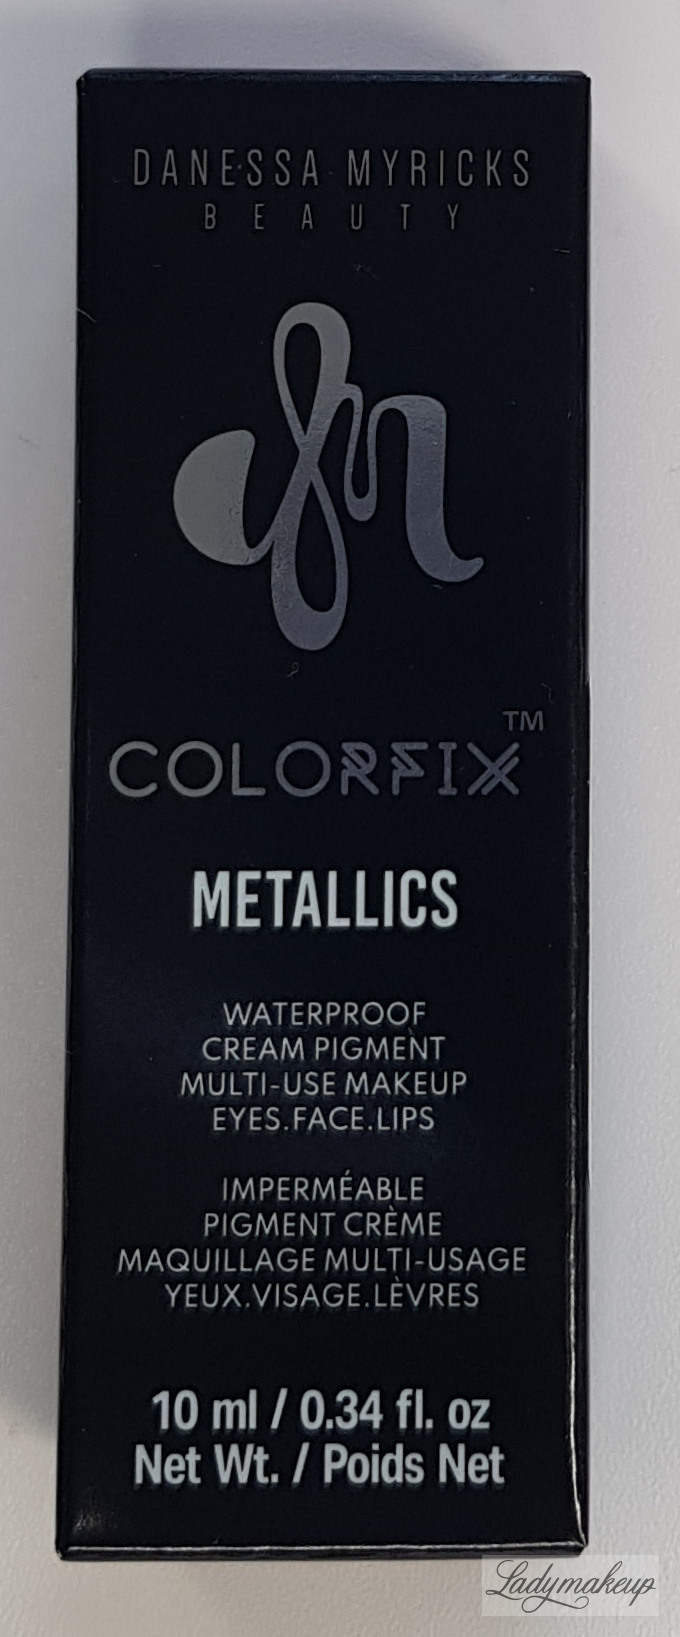 DANESSA MYRICKS
BEAUTY
COLORFIX™
METALLICS
WATERPROOF
CREAM PIGMENT
MULTI-USE MAKEUP
EYES.FACE.LIPS
IMPERMÉABLE
PIGMENT CRÈME
MAQUILLAGE MULTI-USAGE
YEUX.VISAGE.LÈVRES
10 ml / 0.34 fl. oz
Net Wt. / Poids Net
Ladymakeup